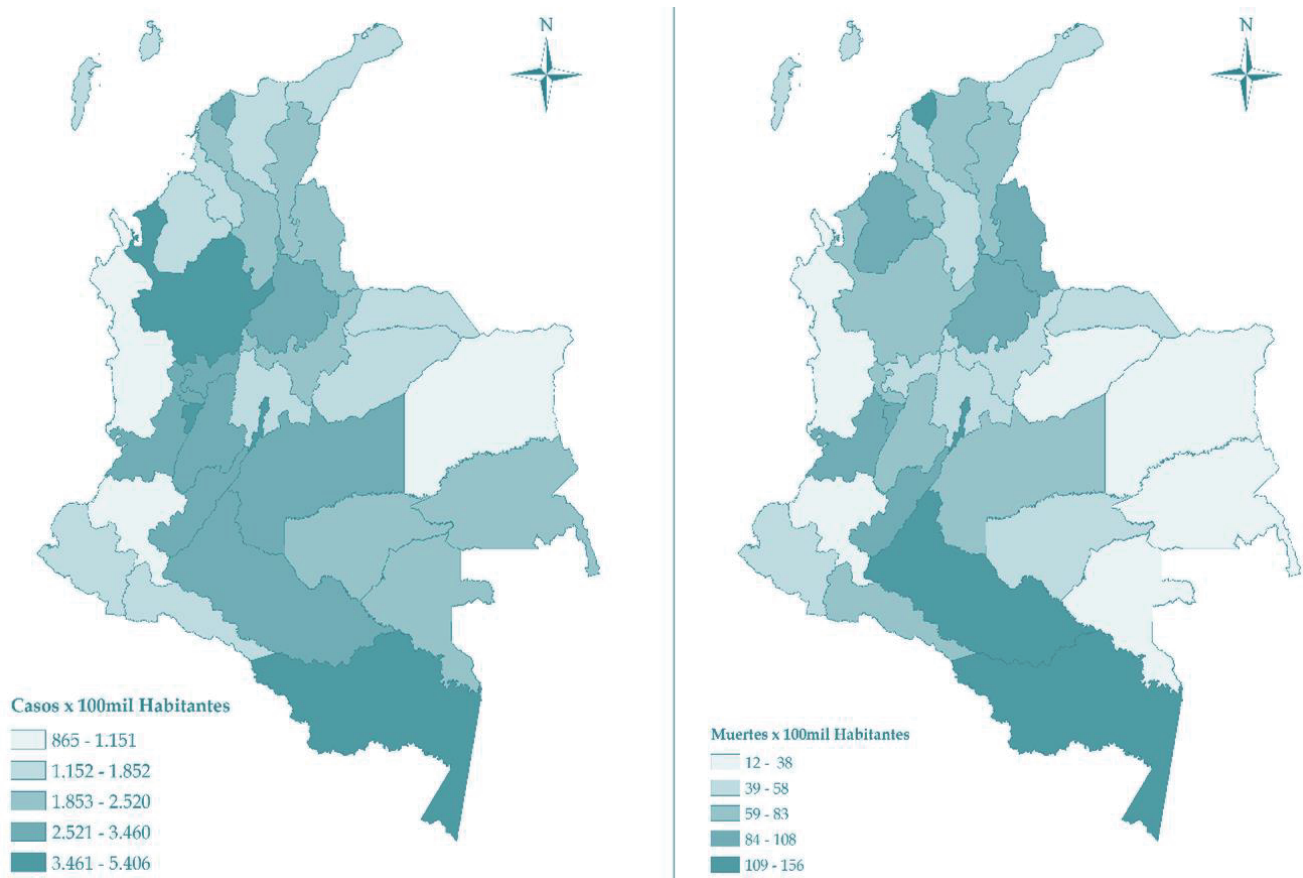 N
Casos x 100mil Habitantes
865 - 1.151
1.152 - 1.852
1.853 - 2.520
2.521 - 3.460
3.461 - 5.406
N
Muertes x 100mil Habitantes
12 - 38
39 - 58
59 - 83
84 - 108
109 - 156